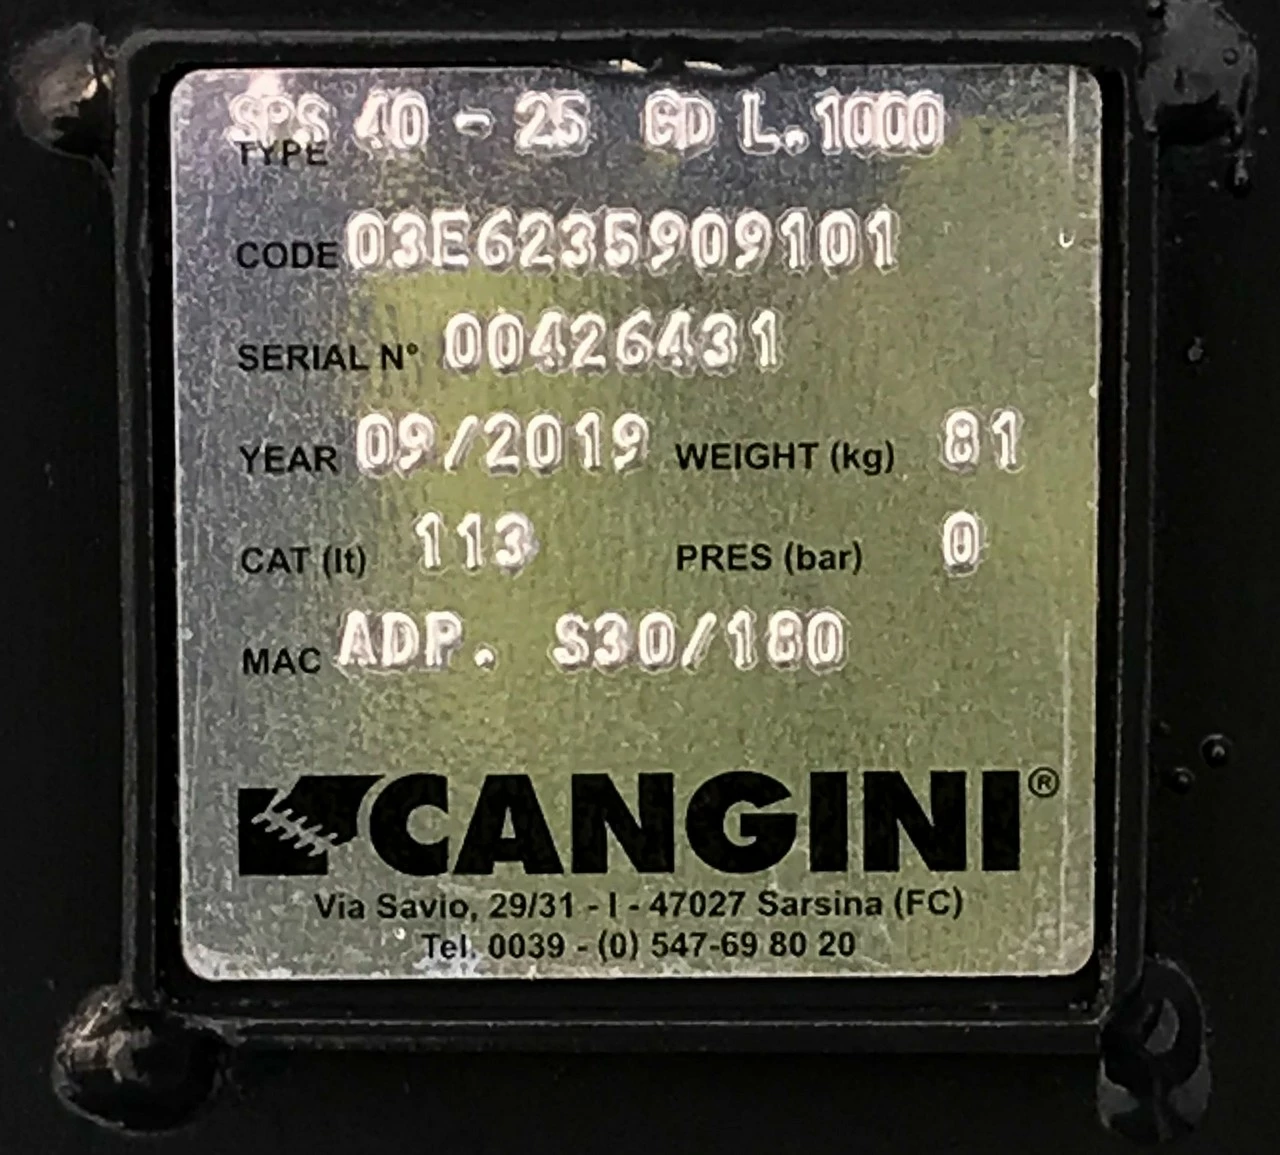 SPS 40 - 25 GD L.1000
TYPE
CODE 03E6235909101
SERIAL N° 00426431
YEAR 09/2019 WEIGHT (kg) 81
CAT (lt) 113 PRES (bar) 0
MAC ADP. S30/180
CANGINI®
Via Savio, 29/31 - I - 47027 Sarsina (FC)
Tel. 0039 - (0) 547-69 80 20